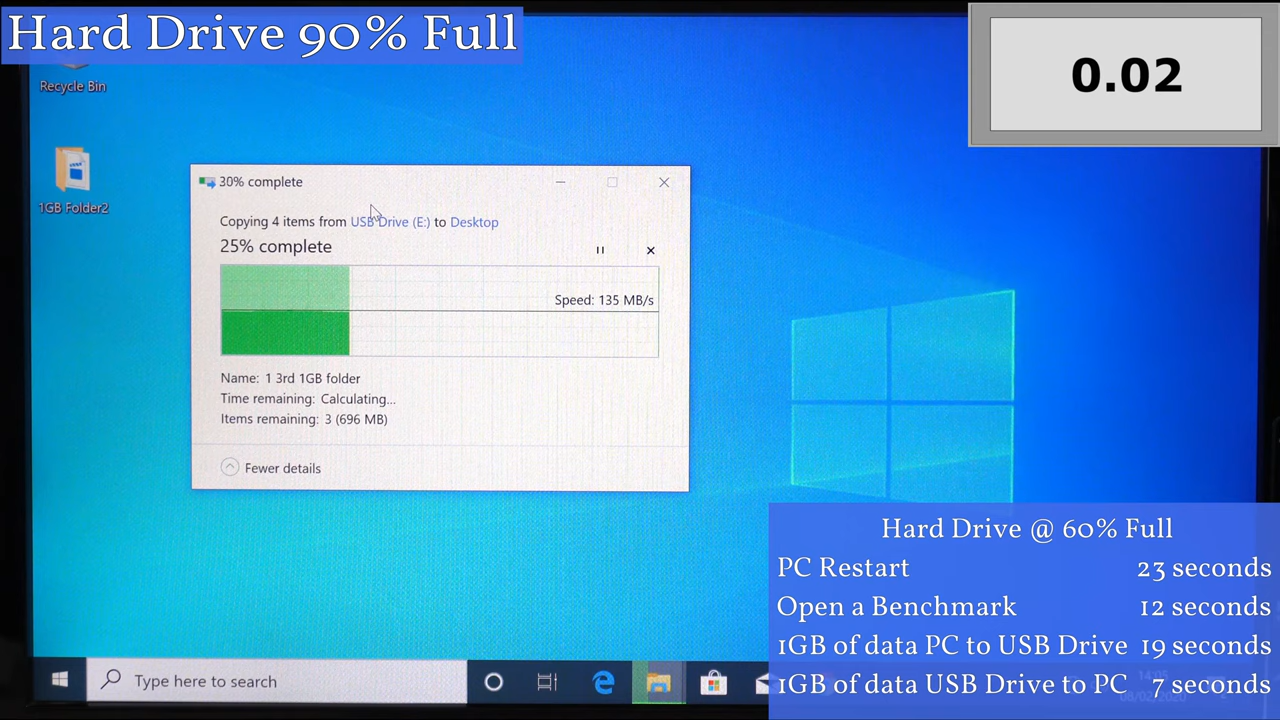 Hard Drive 90% Full
0.02
Recycle Bin
1GB Folder2
30% complete
Copying 4 items from USB Drive (E:) to Desktop
25% complete
Speed: 135 MB/s
Name: 1 3rd 1GB folder
Time remaining: Calculating...
Items remaining: 3 (696 MB)
Fewer details
Hard Drive @ 60% Full
PC Restart 23 seconds
Open a Benchmark 12 seconds
1GB of data PC to USB Drive 19 seconds
1GB of data USB Drive to PC 7 seconds
Type here to search